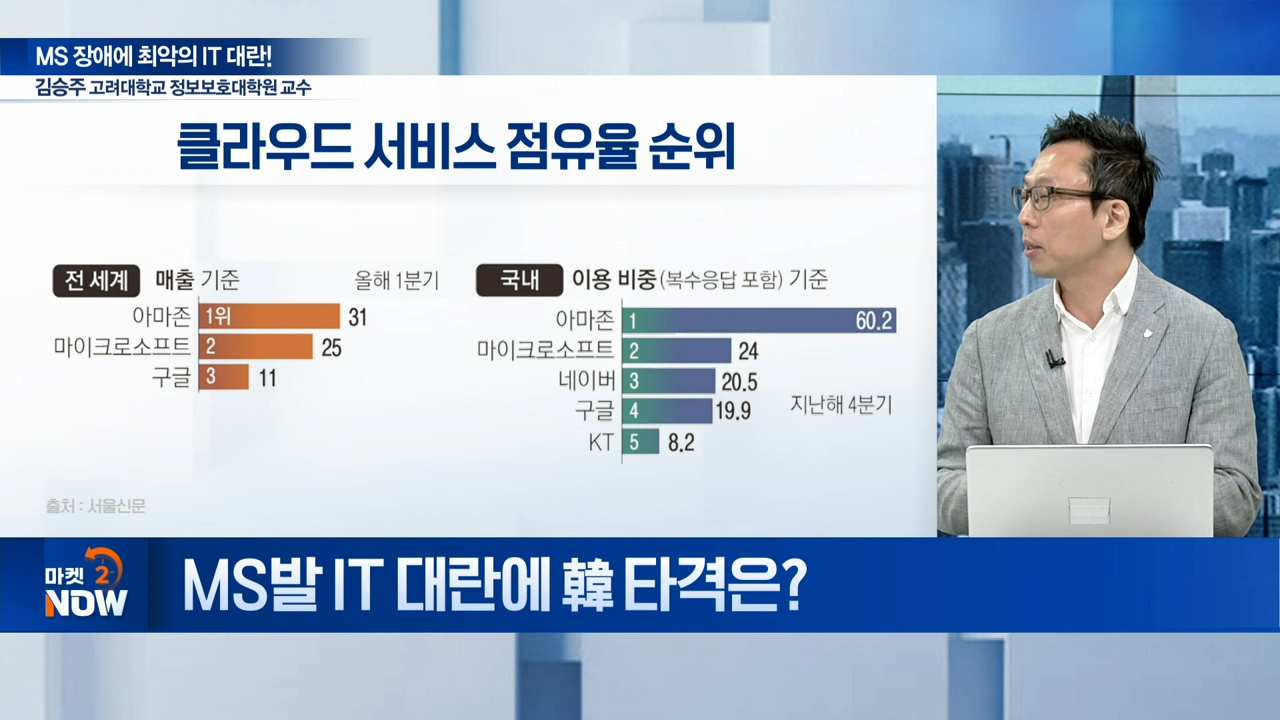 MS 장애에 최악의 IT 대란!
김승주 고려대학교 정보보호대학원 교수
클라우드 서비스 점유율 순위
전 세계 매출 기준 올해 1분기
아마존 1위 31
마이크로소프트 2 25
구글 3 11
국내 이용 비중(복수응답 포함) 기준
아마존 1 60.2
마이크로소프트 2 24
네이버 3 20.5
구글 4 19.9
KT 5 8.2
지난해 4분기
출처 : 서울신문
마켓 2
NOW
MS발 IT 대란에 韓 타격은?